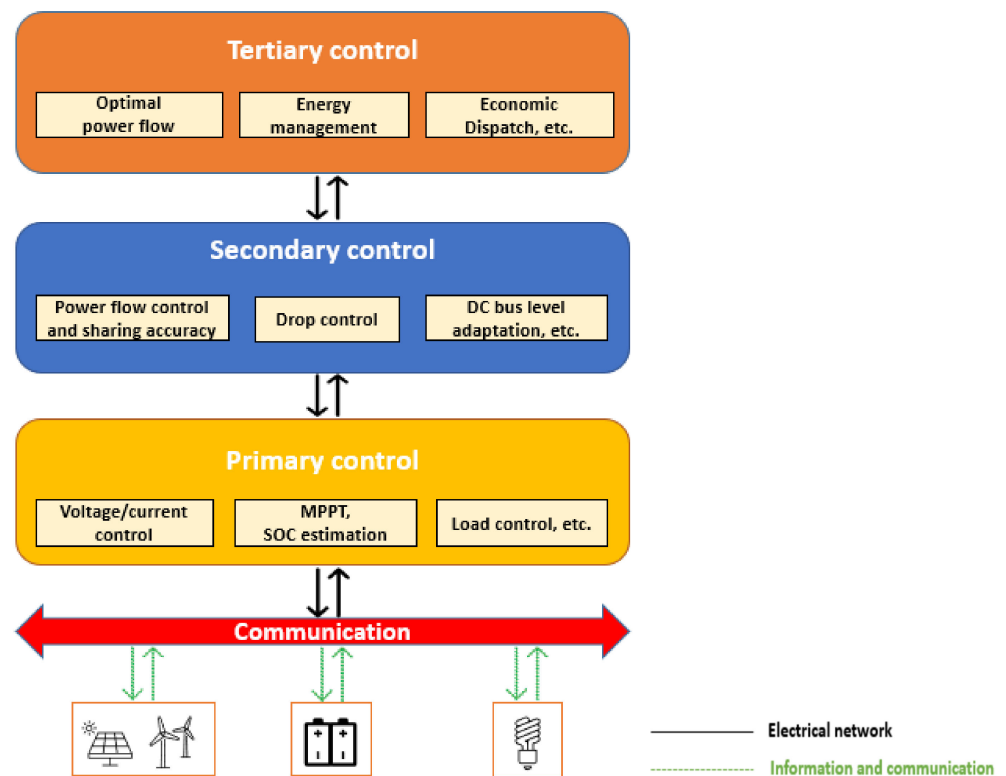 Tertiary control
Optimal
power flow
Energy
management
Economic
Dispatch, etc.
Secondary control
Power flow control
and sharing accuracy
Drop control
DC bus level
adaptation, etc.
Primary control
Voltage/current
control
MPPT,
SOC estimation
Load control, etc.
Communication
Electrical network
Information and communication